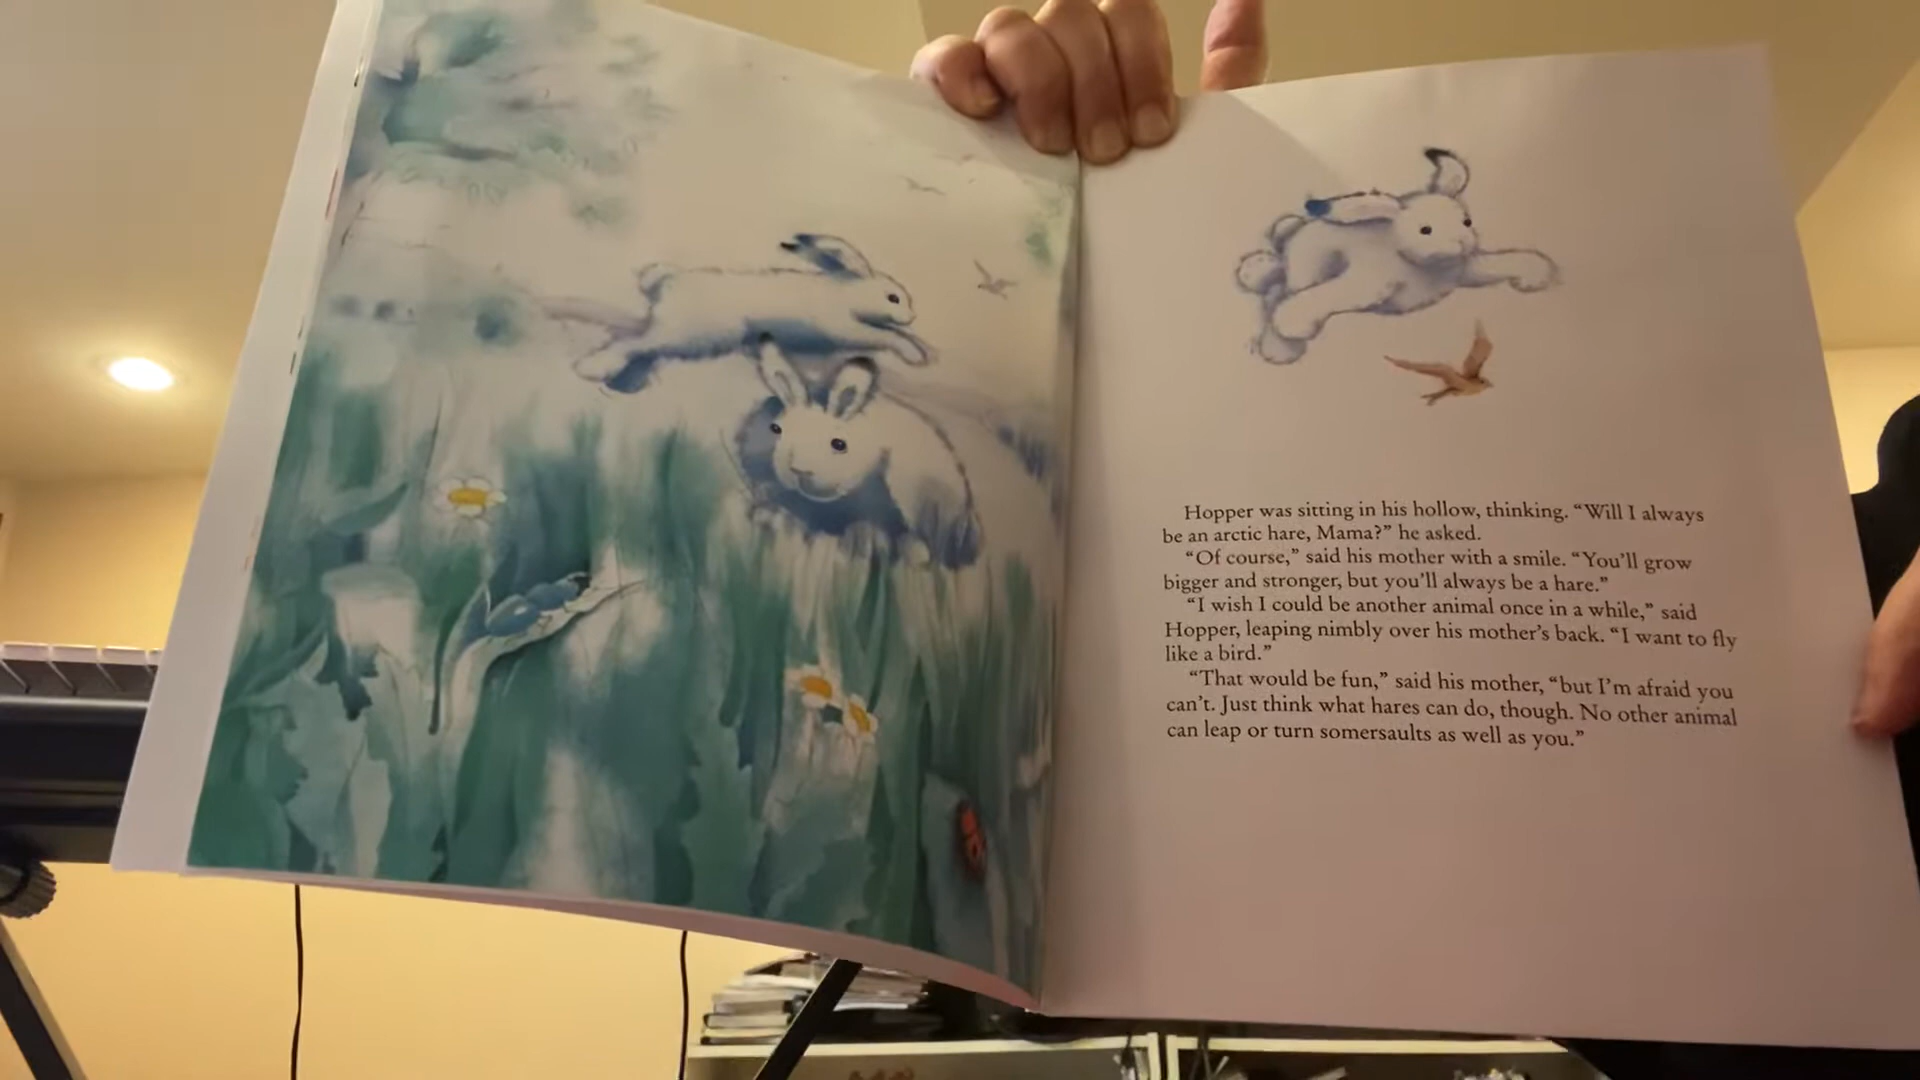 Hopper was sitting in his hollow, thinking. “Will I always
be an arctic hare, Mama?” he asked.
“Of course,” said his mother with a smile. “You’ll grow
bigger and stronger, but you’ll always be a hare.”
“I wish I could be another animal once in a while,” said
Hopper, leaping nimbly over his mother’s back. “I want to fly
like a bird.”
“That would be fun,” said his mother, “but I’m afraid you
can’t. Just think what hares can do, though. No other animal
can leap or turn somersaults as well as you.”